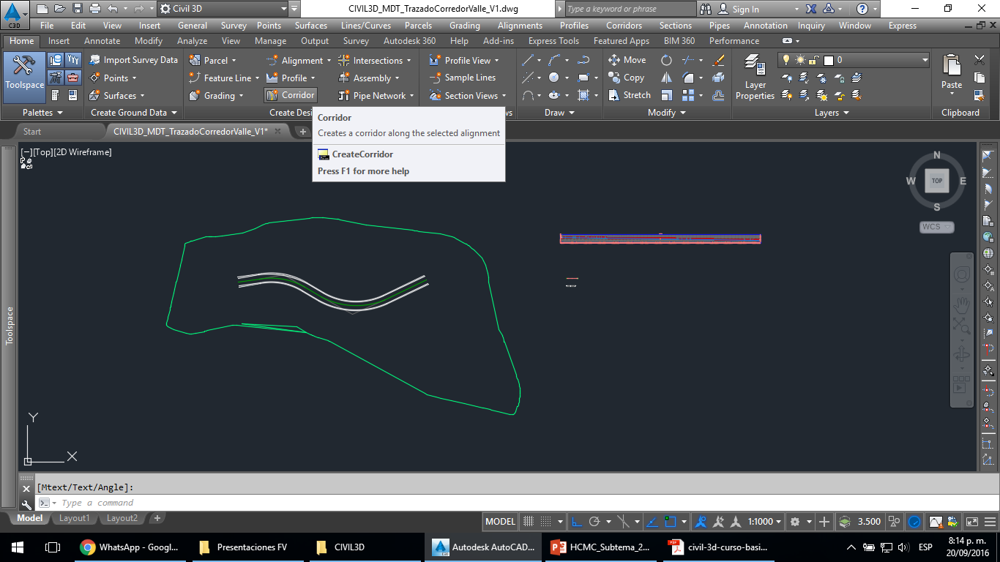 C3D
Civil 3D
CIVIL3D_MDT_TrazadoCorredorValle_V1.dwg
Type a keyword or phrase
Sign In
File Edit View Insert General Survey Points Surfaces Lines/Curves Parcels Grading Alignments Profiles Corridors Sections Pipes Annotation Inquiry Window Express
Home Insert Annotate Modify Analyze View Manage Output Survey Autodesk 360 Help Add-ins Express Tools Featured Apps BIM 360 Performance
Toolspace
Import Survey Data
Points
Surfaces
Parcel
Feature Line
Grading
Alignment
Profile
Corridor
Intersections
Assembly
Pipe Network
Profile View
Sample Lines
Section Views
Move
Copy
Stretch
Layer
Properties
0
Paste
Palettes
Create Ground Data
Create Desi
ws
Draw
Modify
Layers
Clipboard
Start
CIVIL3D_MDT_TrazadoCorredorValle_V1*
Corridor
Creates a corridor along the selected alignment
CreateCorridor
Press F1 for more help
[−][Top][2D Wireframe]
N
W
TOP
E
S
WCS
Toolspace
Y
X
[Mtext/Text/Angle]:
Type a command
Model Layout1 Layout2
MODEL
1:1000
3.500
WhatsApp - Googl...
Presentaciones FV
CIVIL3D
Autodesk AutoCAD...
HCMC_Subtema_2...
civil-3d-curso-basi...
ESP
8:14 p. m.
20/09/2016